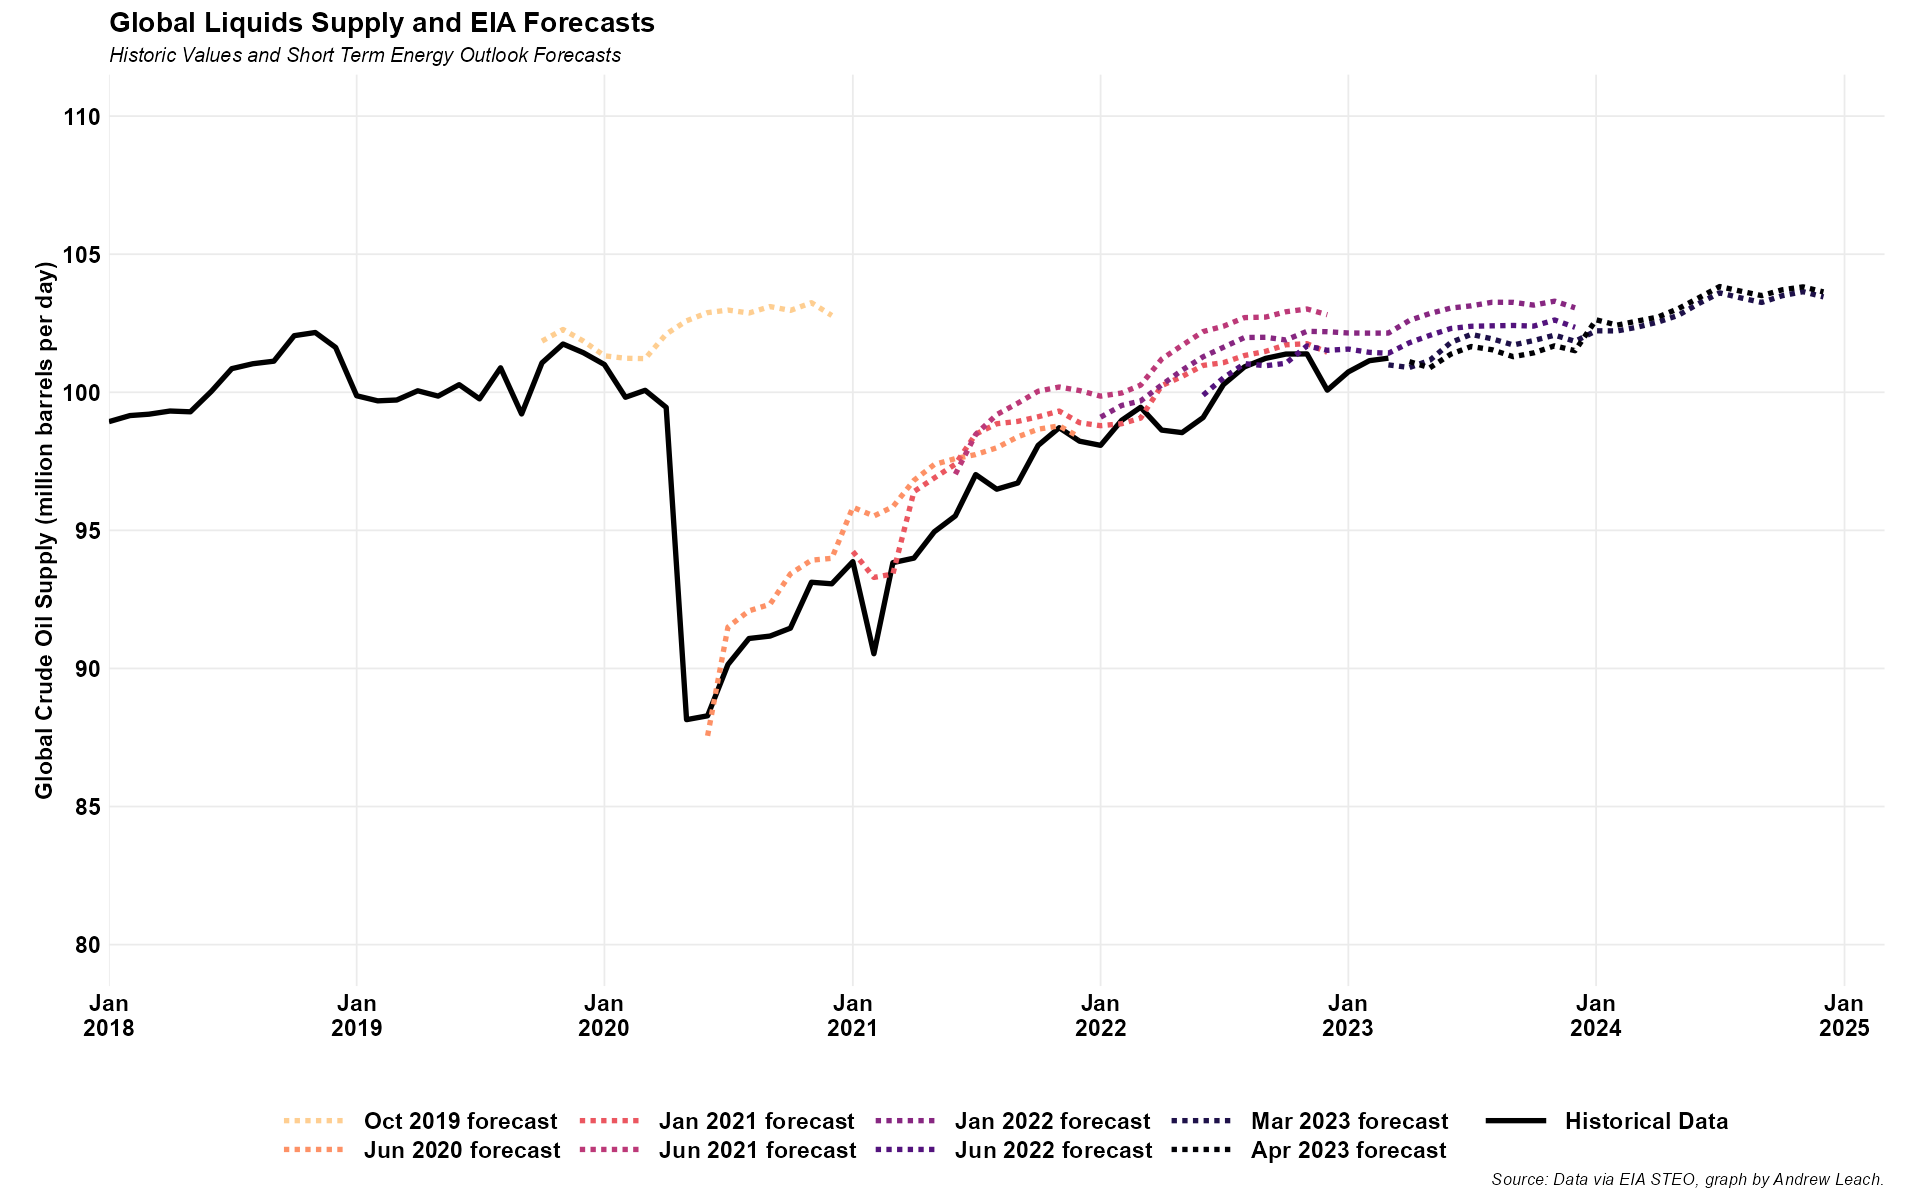 Global Liquids Supply and EIA Forecasts
Historic Values and Short Term Energy Outlook Forecasts
Global Crude Oil Supply (million barrels per day)
110
105
100
95
90
85
80
Jan 2018
Jan 2019
Jan 2020
Jan 2021
Jan 2022
Jan 2023
Jan 2024
Jan 2025
Oct 2019 forecast
Jun 2020 forecast
Jan 2021 forecast
Jun 2021 forecast
Jan 2022 forecast
Jun 2022 forecast
Mar 2023 forecast
Apr 2023 forecast
Historical Data
Source: Data via EIA STEO, graph by Andrew Leach.